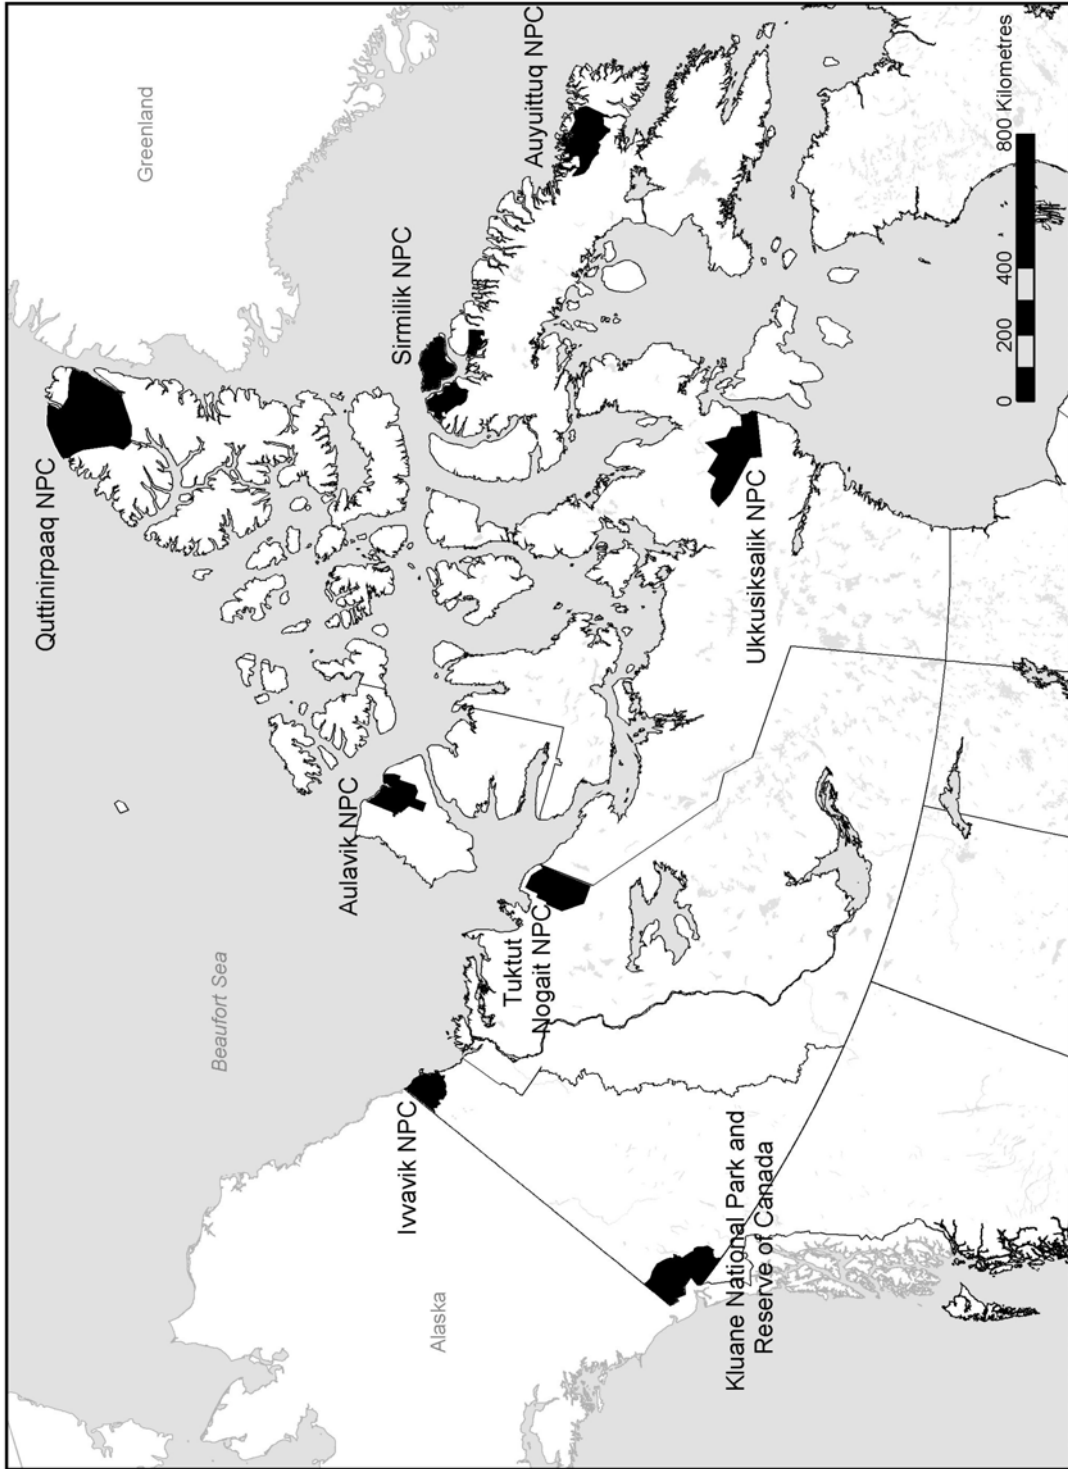 Greenland
Quttinirpaaq NPC
Sirmilik NPC
Auyuittuq NPC
Aulavik NPC
Beaufort Sea
Ivvavik NPC
Tuktut
Nogait NPC
Ukkusiksalik NPC
Alaska
Kluane National Park and
Reserve of Canada
0 200 400 800 Kilometres